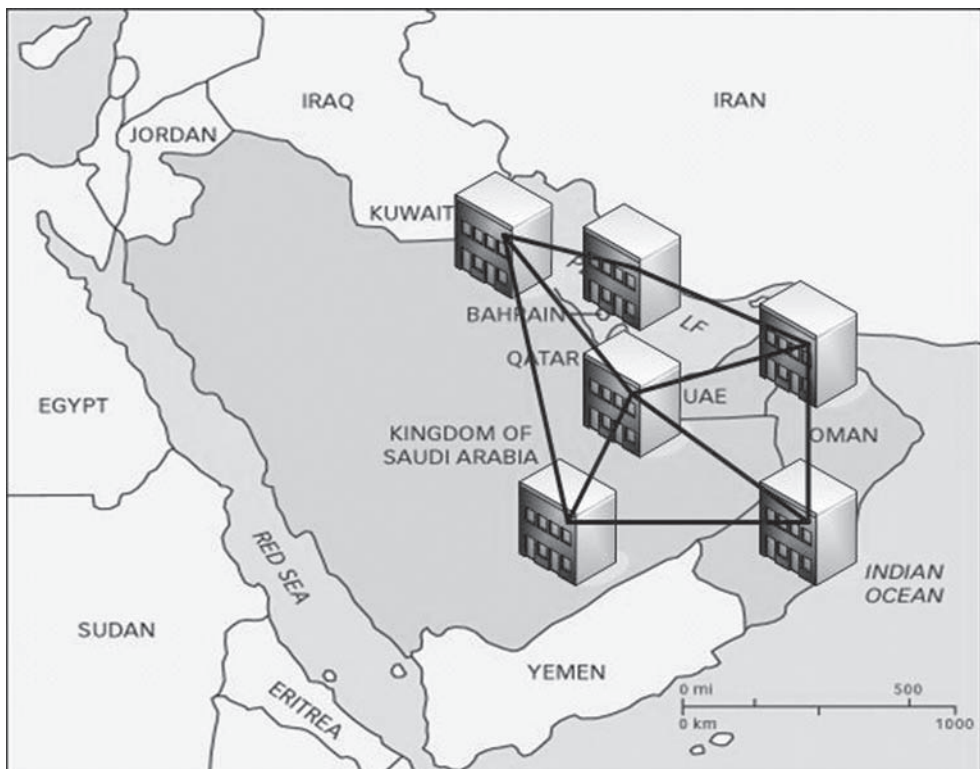 IRAQ
IRAN
JORDAN
KUWAIT
BAHRAIN
LF
QATAR
EGYPT
UAE
KINGDOM OF
SAUDI ARABIA
OMAN
RED SEA
INDIAN
OCEAN
SUDAN
YEMEN
ERITREA
0 mi 500
0 km 1000